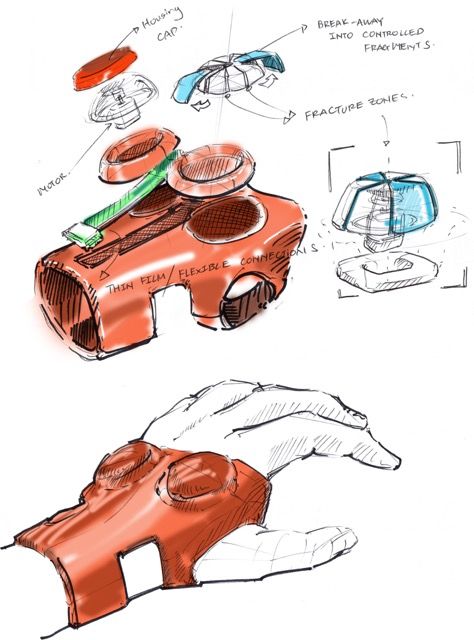 Housing
CAP.
BREAK-AWAY
INTO CONTROLLED
FRAGMENTS.
FRACTURE ZONES.
MOTOR
THIN FILM/FLEXIBLE CONNECTIONS.